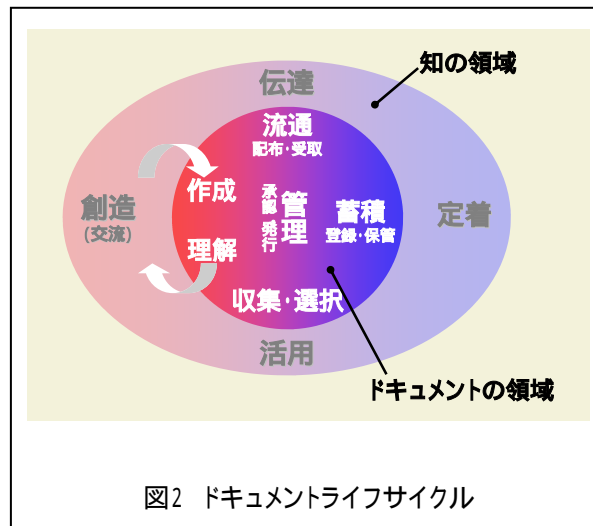 知の領域
伝達
流通
配布・受取
作成
承認 発行
管理
蓄積
登録・保管
創造
(交流)
定着
理解
収集・選択
活用
ドキュメントの領域
図2 ドキュメントライフサイクル